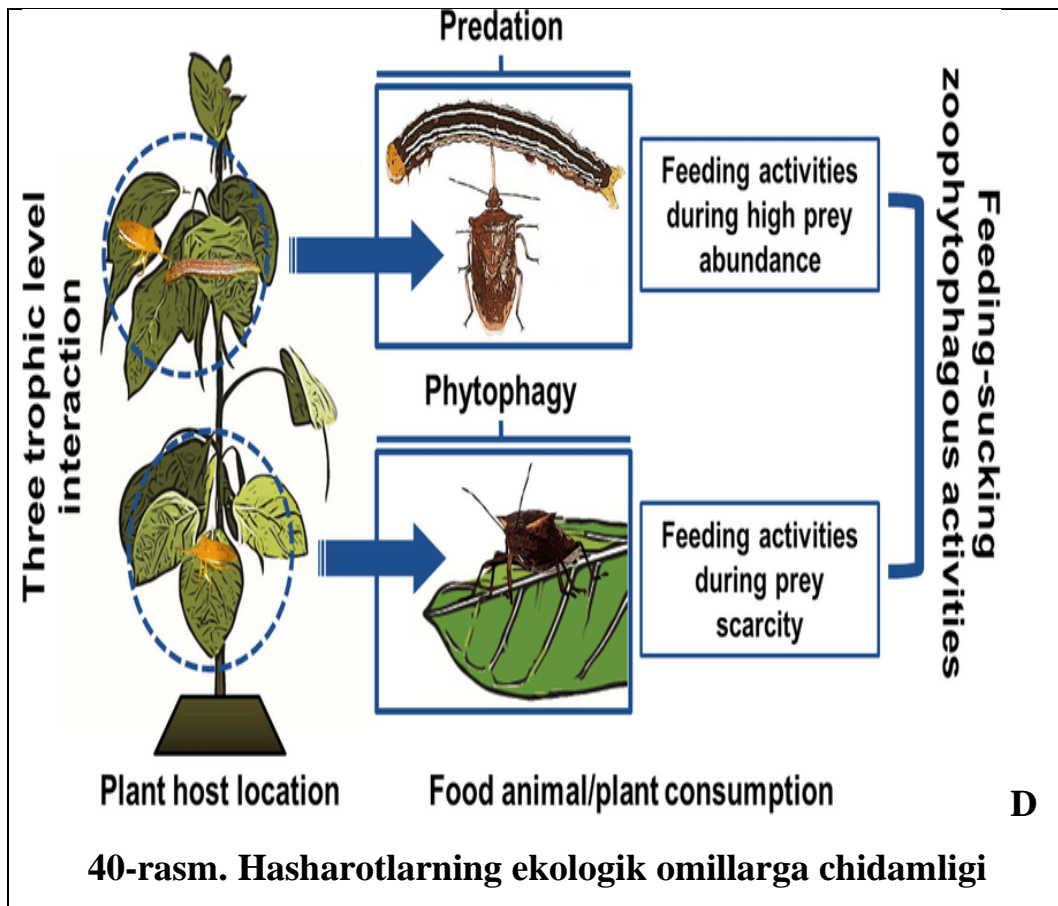 Predation
Three trophic level
interaction
Feeding activities
during high prey
abundance
Feeding-sucking
zoophytophagous activities
Phytophagy
Feeding activities
during prey
scarcity
Plant host location
Food animal/plant consumption
D
40-rasm. Hasharotlarning ekologik omillarga chidamligi